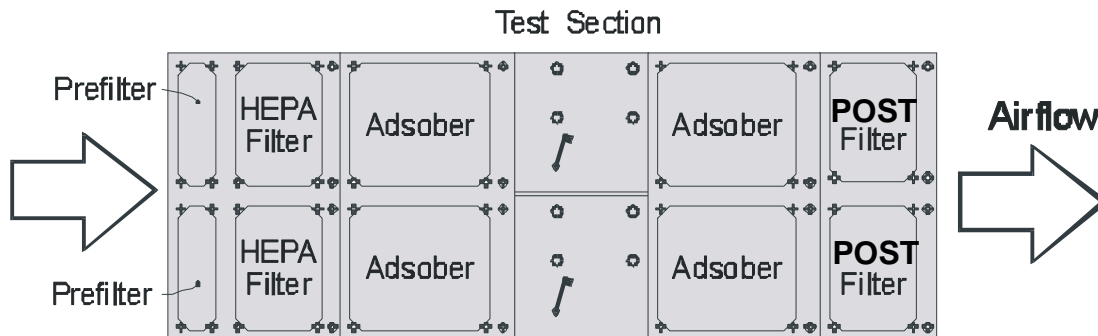 Test Section
Prefilter
HEPA
Filter
Adsober
Adsober
POST
Filter
Airflow
HEPA
Filter
Adsober
Adsober
POST
Filter
Prefilter